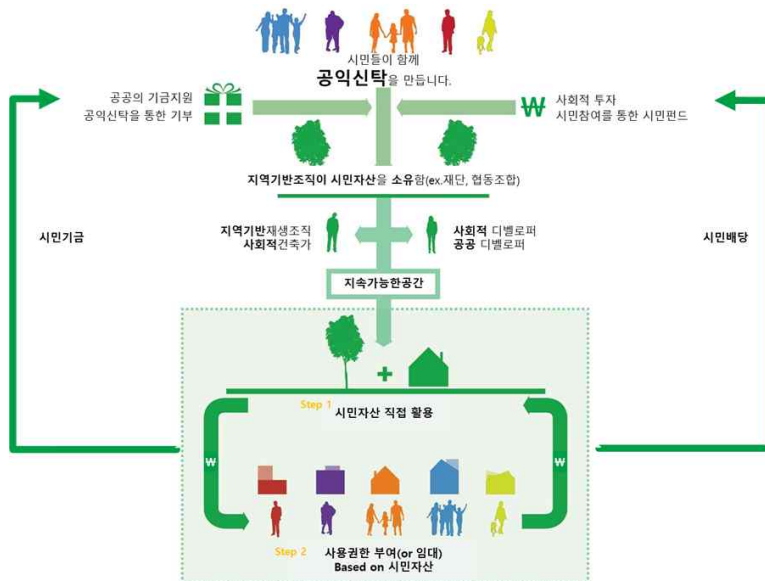 시민들이 함께
공익신탁을 만듭니다.
공공의 기금지원
공익신탁을 통한 기부
₩
사회적 투자
시민참여를 통한 시민펀드
지역기반조직이 시민자산을 소유함(ex.재단, 협동조합)
시민기금
지역기반재생조직
사회적건축가
사회적 디벨로퍼
공공 디벨로퍼
시민배당
지속가능한공간
Step 1
시민자산 직접 활용
₩
₩
Step 2
사용권한 부여(or 임대)
Based on 시민자산